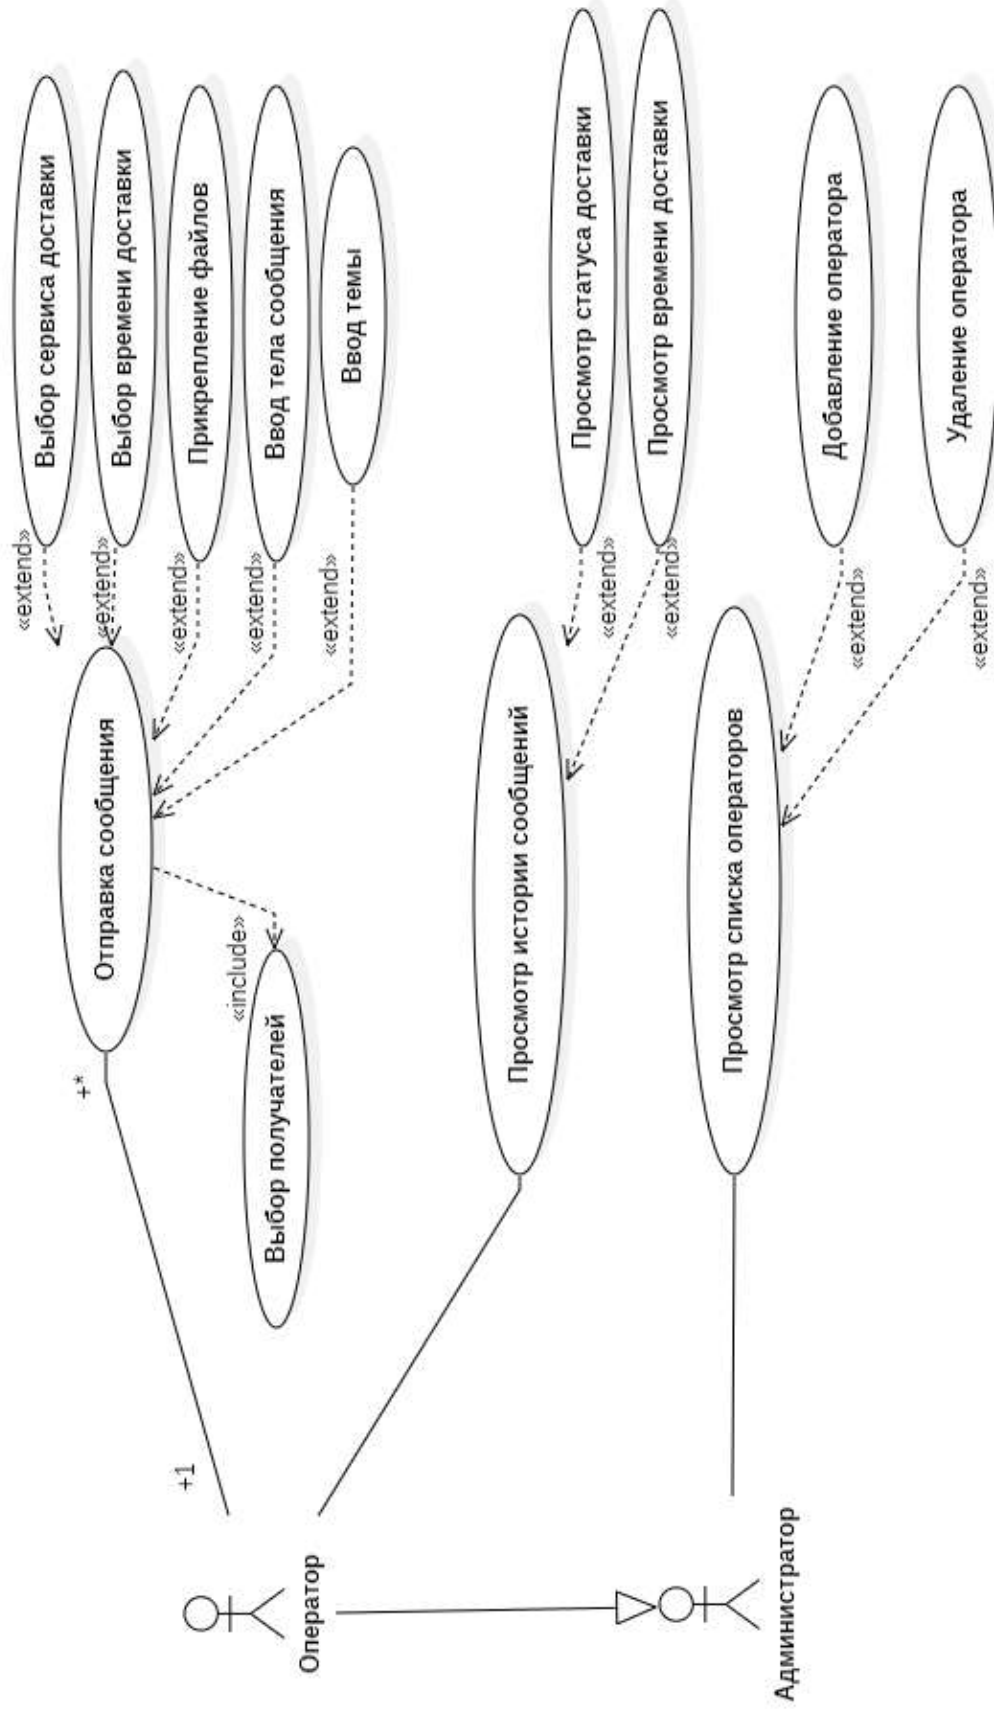 Выбор сервиса доставки
«extend»
Выбор времени доставки
«extend»
Прикрепление файлов
«extend»
Ввод тела сообщения
«extend»
Ввод темы
«extend»
Отправка сообщения
+*
+1
«include»
Выбор получателей
Оператор
Просмотр статуса доставки
«extend»
Просмотр времени доставки
«extend»
Просмотр истории сообщений
Добавление оператора
«extend»
Удаление оператора
«extend»
Просмотр списка операторов
Администратор